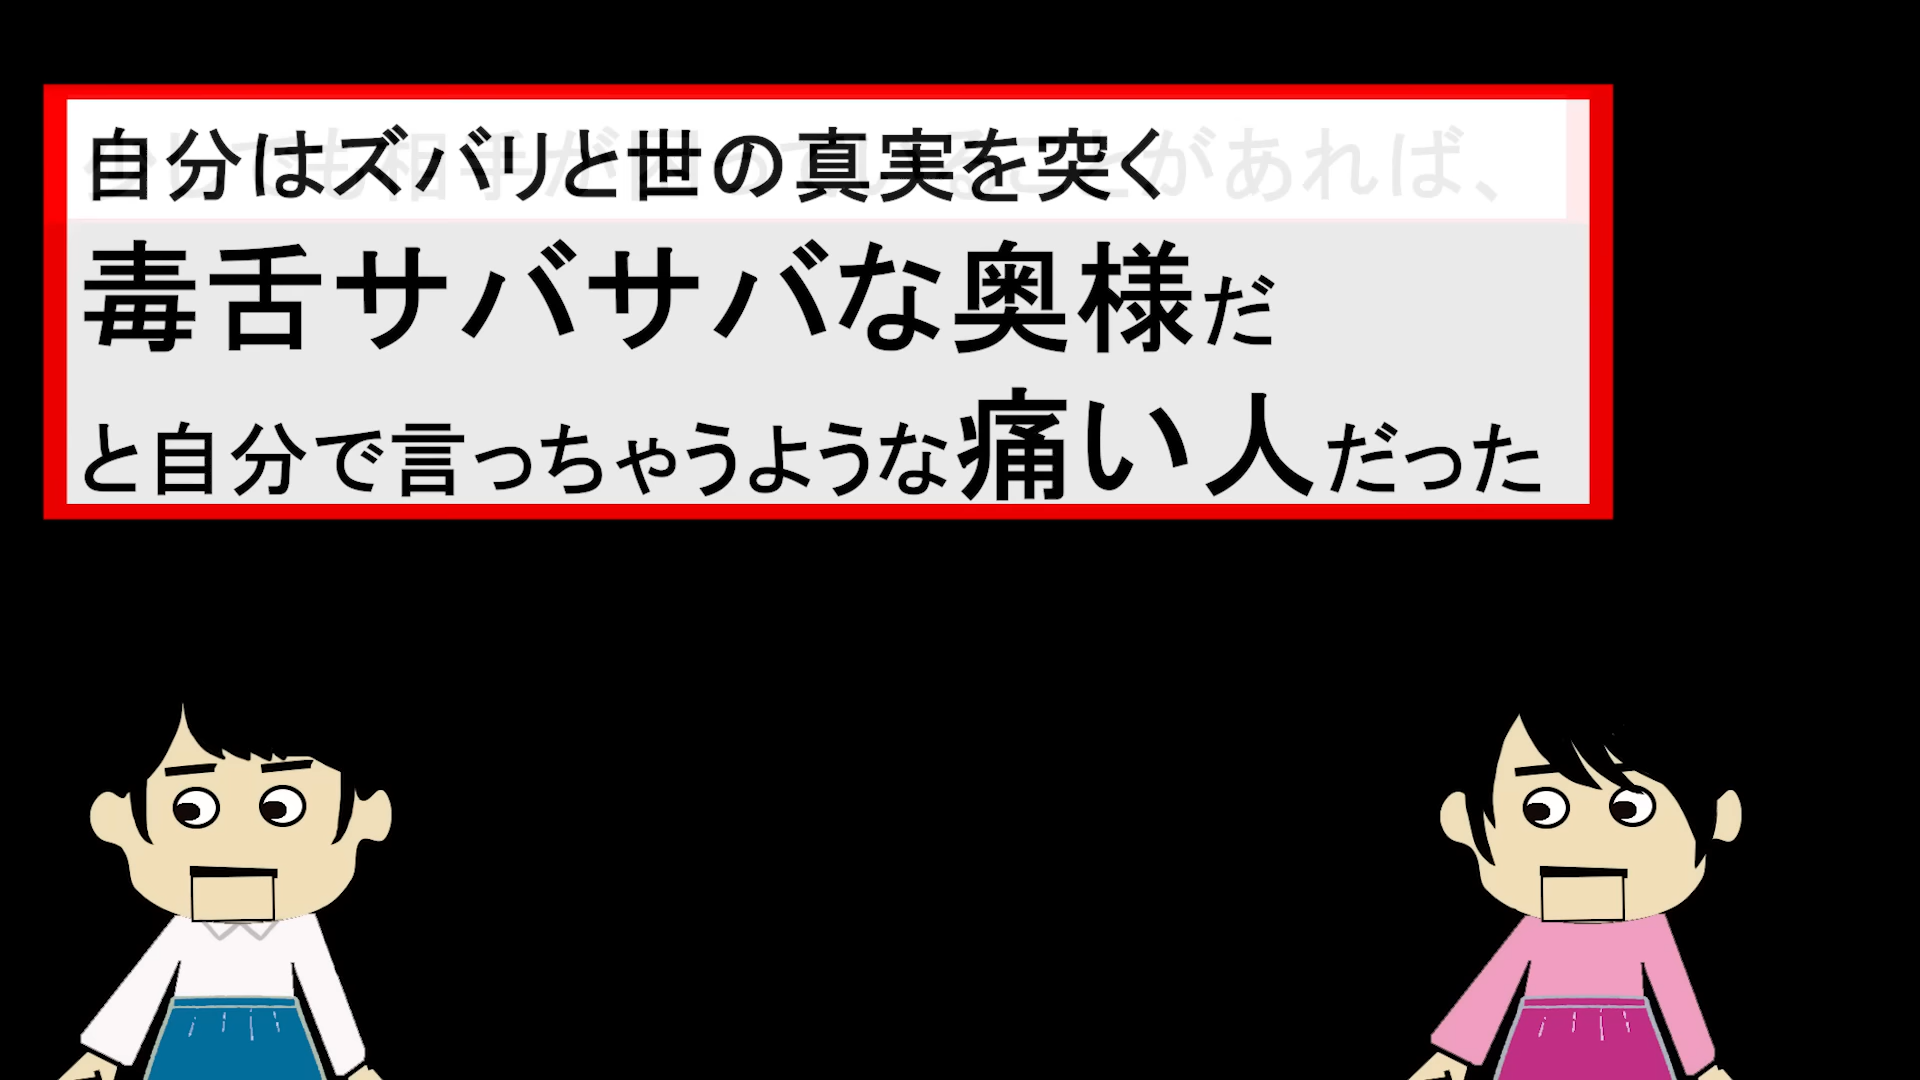 自分はズバリと世の真実を突く
毒舌サバサバな奥様だ
と自分で言っちゃうような痛い人だった